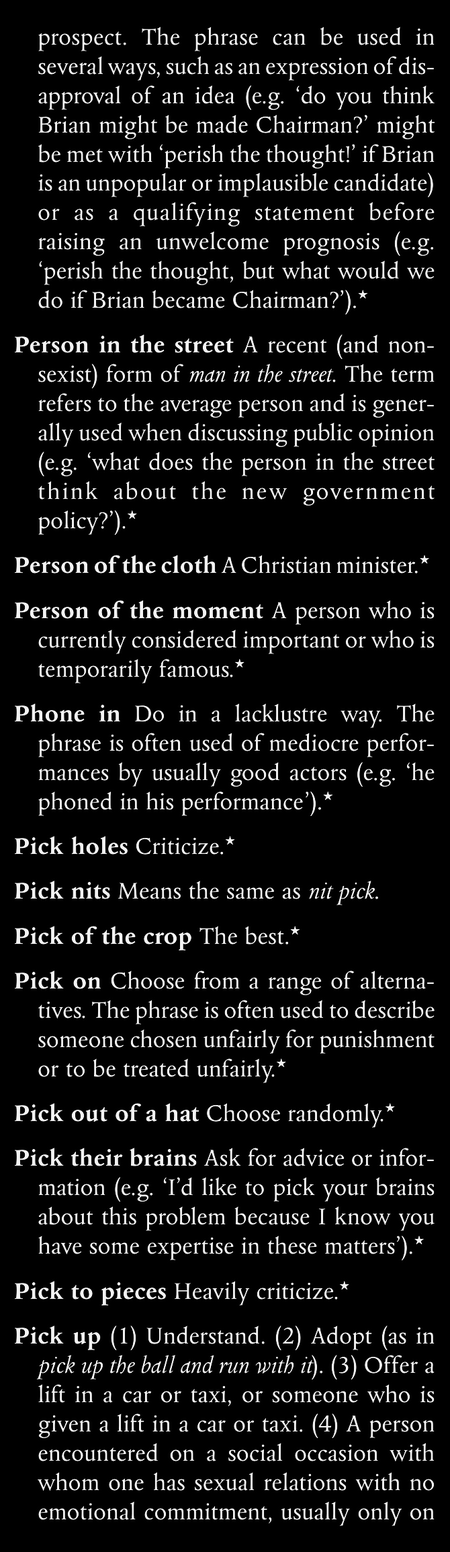 prospect. The phrase can be used in
several ways, such as an expression of dis-
approval of an idea (e.g. ‘do you think
Brian might be made Chairman?’ might
be met with ‘perish the thought!’ if Brian
is an unpopular or implausible candidate)
or as a qualifying statement before
raising an unwelcome prognosis (e.g.
‘perish the thought, but what would we
do if Brian became Chairman?’).★
Person in the street A recent (and non-
sexist) form of man in the street. The term
refers to the average person and is gener-
ally used when discussing public opinion
(e.g. ‘what does the person in the street
think about the new government
policy?’).★
Person of the cloth A Christian minister.★
Person of the moment A person who is
currently considered important or who is
temporarily famous.★
Phone in Do in a lacklustre way. The
phrase is often used of mediocre perfor-
mances by usually good actors (e.g. ‘he
phoned in his performance’).★
Pick holes Criticize.★
Pick nits Means the same as nit pick.
Pick of the crop The best.★
Pick on Choose from a range of alterna-
tives. The phrase is often used to describe
someone chosen unfairly for punishment
or to be treated unfairly.★
Pick out of a hat Choose randomly.★
Pick their brains Ask for advice or infor-
mation (e.g. ‘I’d like to pick your brains
about this problem because I know you
have some expertise in these matters’).★
Pick to pieces Heavily criticize.★
Pick up (1) Understand. (2) Adopt (as in
pick up the ball and run with it). (3) Offer a
lift in a car or taxi, or someone who is
given a lift in a car or taxi. (4) A person
encountered on a social occasion with
whom one has sexual relations with no
emotional commitment, usually only on